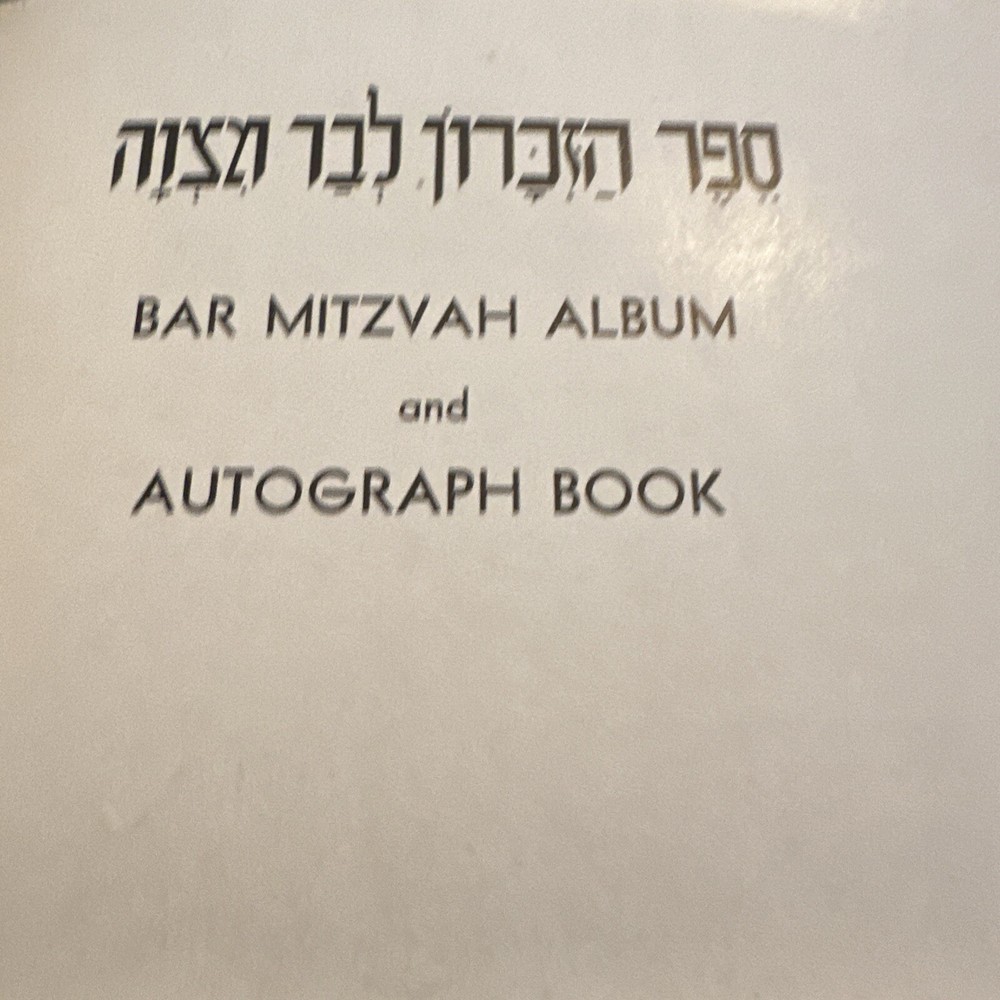 סֵפֶר הַזִּכָּרוֹן לְבַר מִצְוָה
BAR MITZVAH ALBUM
and
AUTOGRAPH BOOK